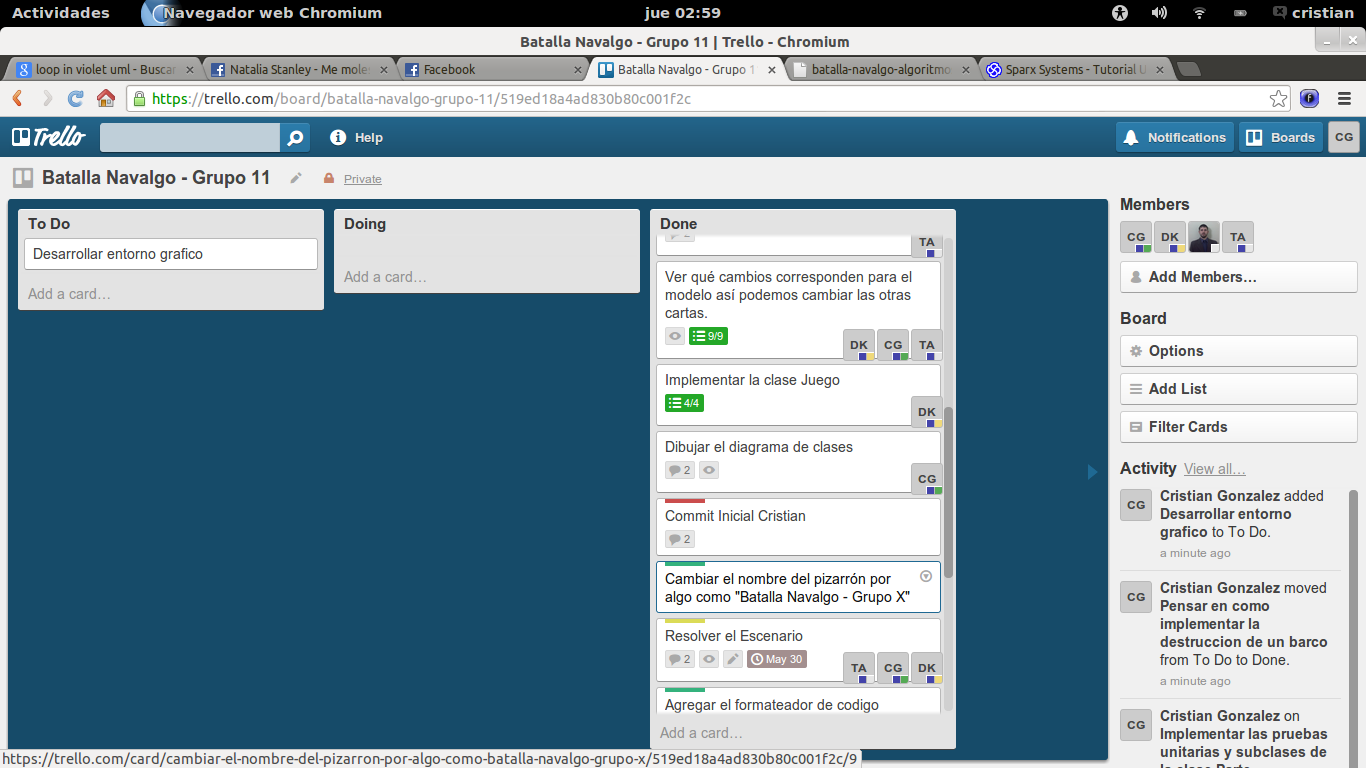 Actividades
Navegador web Chromium
jue 02:59
cristian
Batalla Navalgo - Grupo 11 | Trello - Chromium
loop in violet uml - Buscar
Natalia Stanley - Me moles
Facebook
Batalla Navalgo - Grupo 1
batalla-navalgo-algoritmo
Sparx Systems - Tutorial U
https://trello.com/board/batalla-navalgo-grupo-11/519ed18a4ad830b80c001f2c
Trello
Help
Notifications
Boards
CG
Batalla Navalgo - Grupo 11
Private
To Do
Desarrollar entorno grafico
Add a card…
Doing
Add a card…
Done
2
TA
Ver qué cambios corresponden para el
modelo así podemos cambiar las otras
cartas.
9/9
DK CG TA
Implementar la clase Juego
4/4
DK
Dibujar el diagrama de clases
2
CG
Commit Inicial Cristian
2
Cambiar el nombre del pizarrón por
algo como "Batalla Navalgo - Grupo X"
Resolver el Escenario
2 May 30
TA CG DK
Agregar el formateador de codigo
Add a card…
Members
CG DK TA
Add Members…
Board
Options
Add List
Filter Cards
Activity View all…
CG
Cristian Gonzalez added
Desarrollar entorno
grafico to To Do.
a minute ago
CG
Cristian Gonzalez moved
Pensar en como
implementar la
destruccion de un barco
from To Do to Done.
a minute ago
CG
Cristian Gonzalez on
Implementar las pruebas
unitarias y subclases de
la clase Parte
https://trello.com/card/cambiar-el-nombre-del-pizarron-por-algo-como-batalla-navalgo-grupo-x/519ed18a4ad830b80c001f2c/9